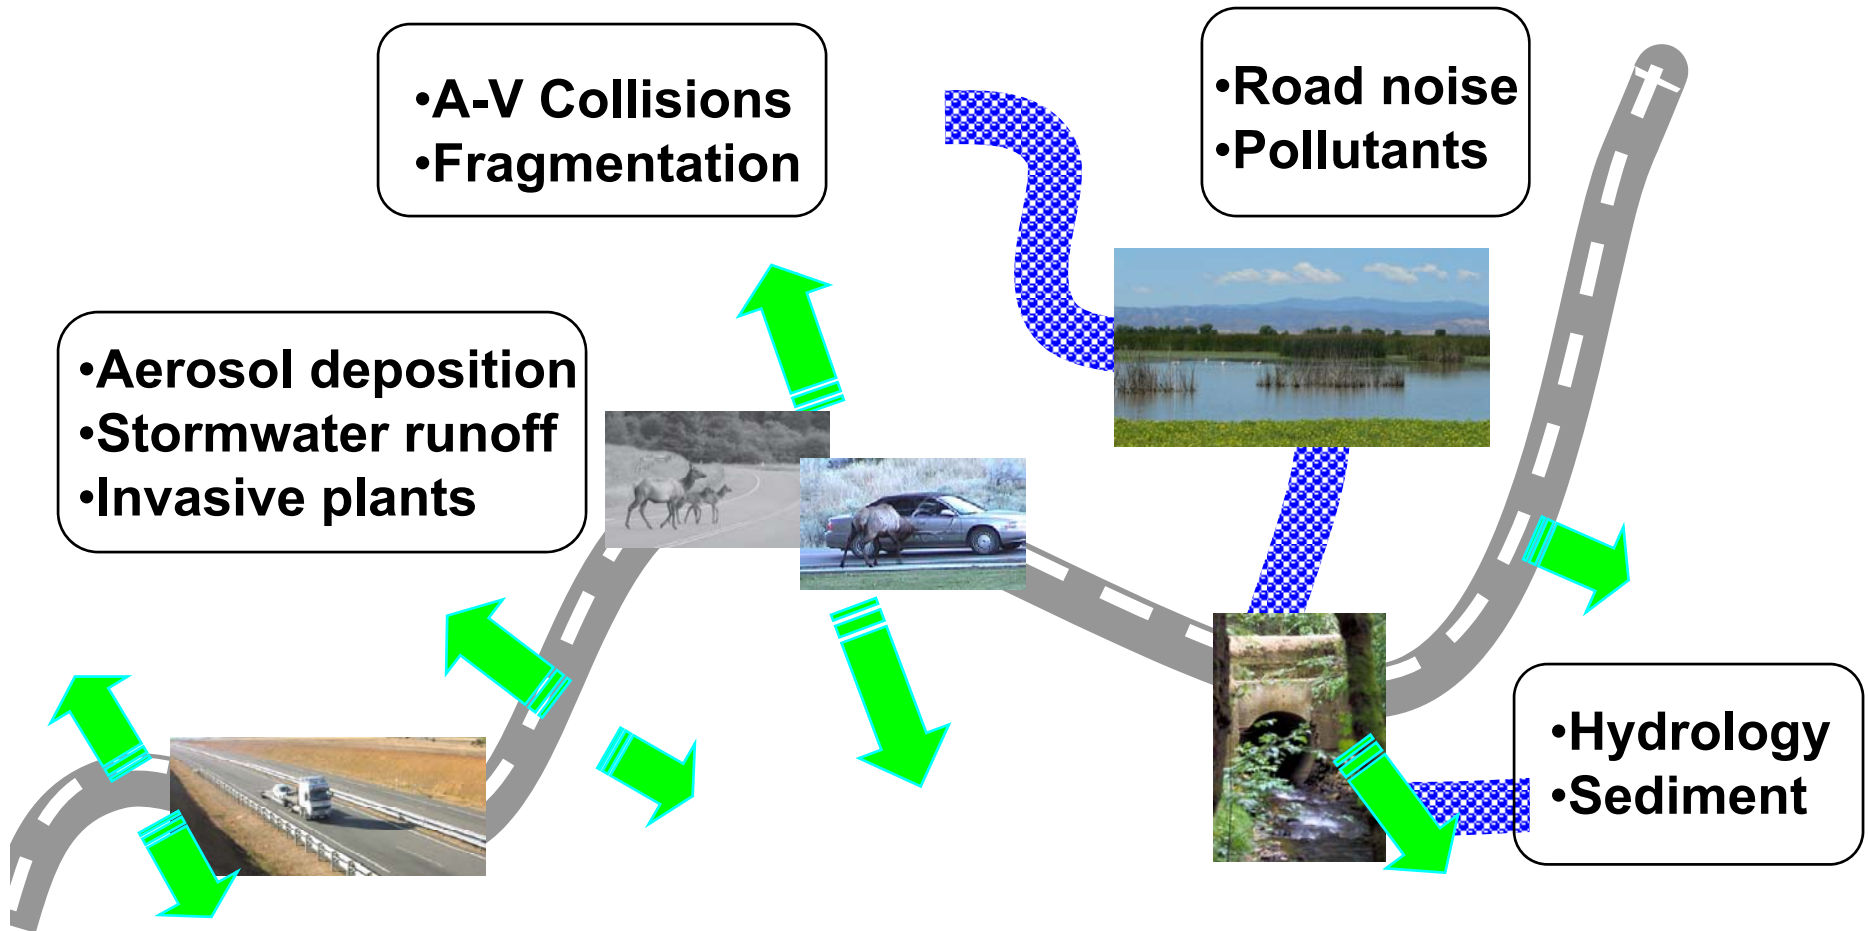 •A-V Collisions
•Fragmentation
•Road noise
•Pollutants
•Aerosol deposition
•Stormwater runoff
•Invasive plants
•Hydrology
•Sediment